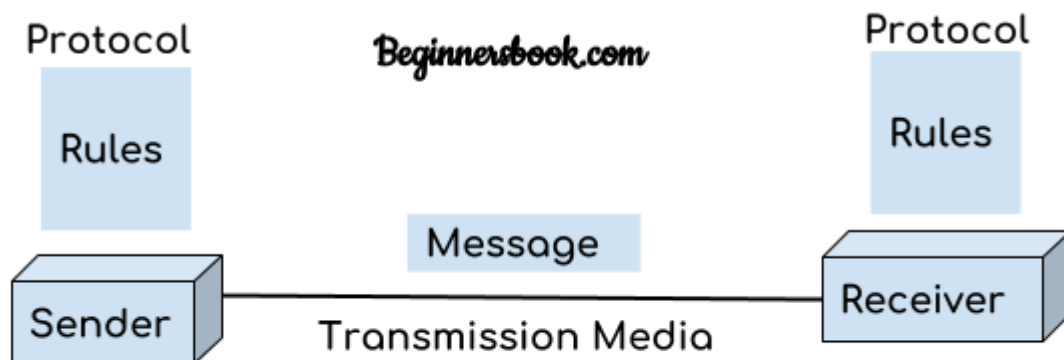 Protocol
Beginnersbook.com
Protocol
Rules
Rules
Message
Sender
Receiver
Transmission Media